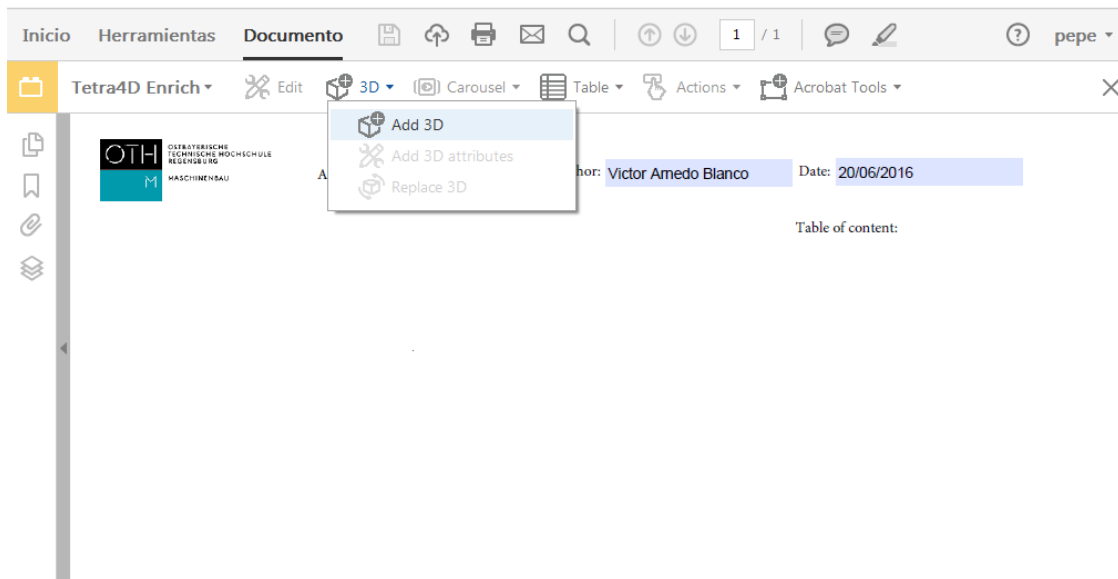 Inicio Herramientas Documento 1 / 1 pepe
Tetra4D Enrich Edit 3D Carousel Table Actions Acrobat Tools
Add 3D
Add 3D attributes
Replace 3D
OTH OSTBAYERISCHE
TECHNISCHE HOCHSCHULE
REGENSBURG
M MASCHINENBAU
A hor: Victor Arnedo Blanco Date: 20/06/2016
Table of content: